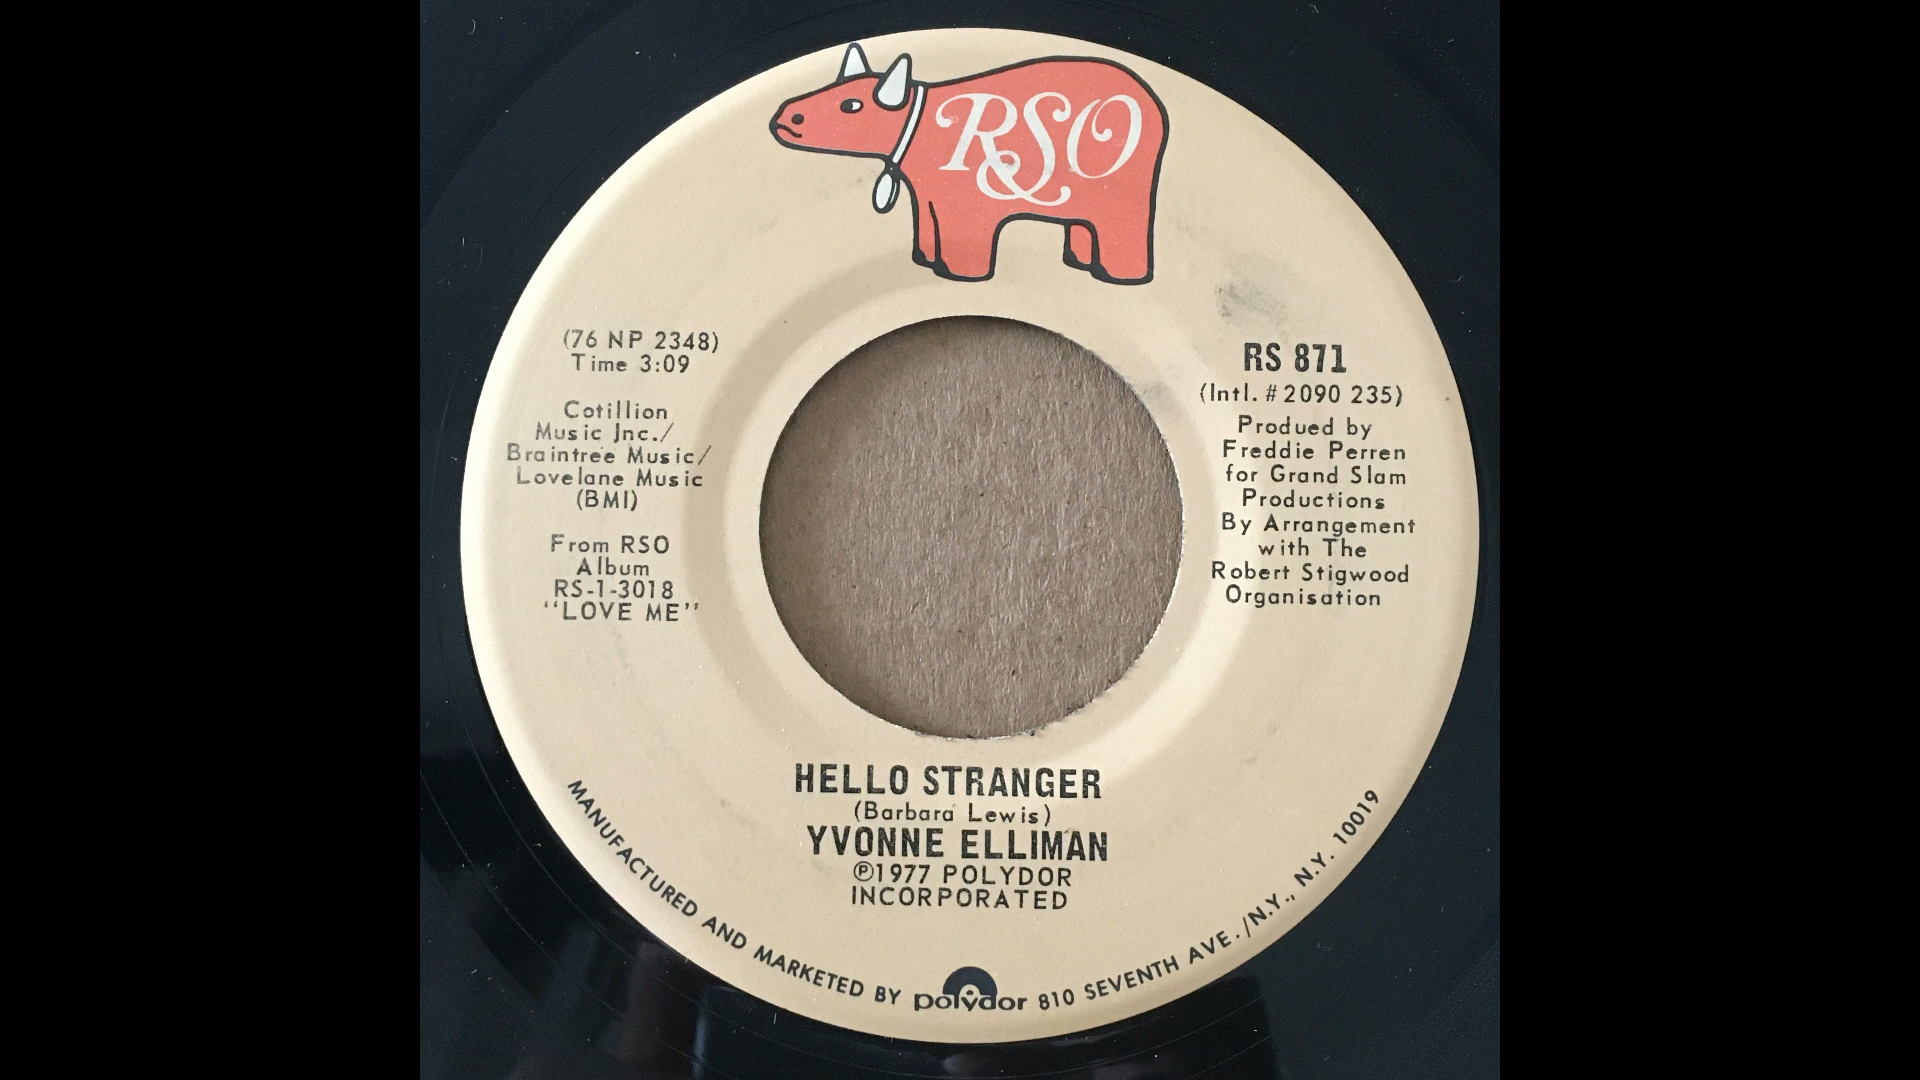 RSO
(76 NP 2348)
Time 3:09
Cotillion
Music Jnc./
Braintree Music/
Lovelane Music
(BMI)
From RSO
Album
RS-1-3018
"LOVE ME"
RS 871
(Intl. #2090 235)
Produed by
Freddie Perren
for Grand Slam
Productions
By Arrangement
with The
Robert Stigwood
Organisation
HELLO STRANGER
(Barbara Lewis)
YVONNE ELLIMAN
℗1977 POLYDOR
INCORPORATED
MANUFACTURED AND MARKETED BY polydor 810 SEVENTH AVE./N.Y., N.Y. 10019